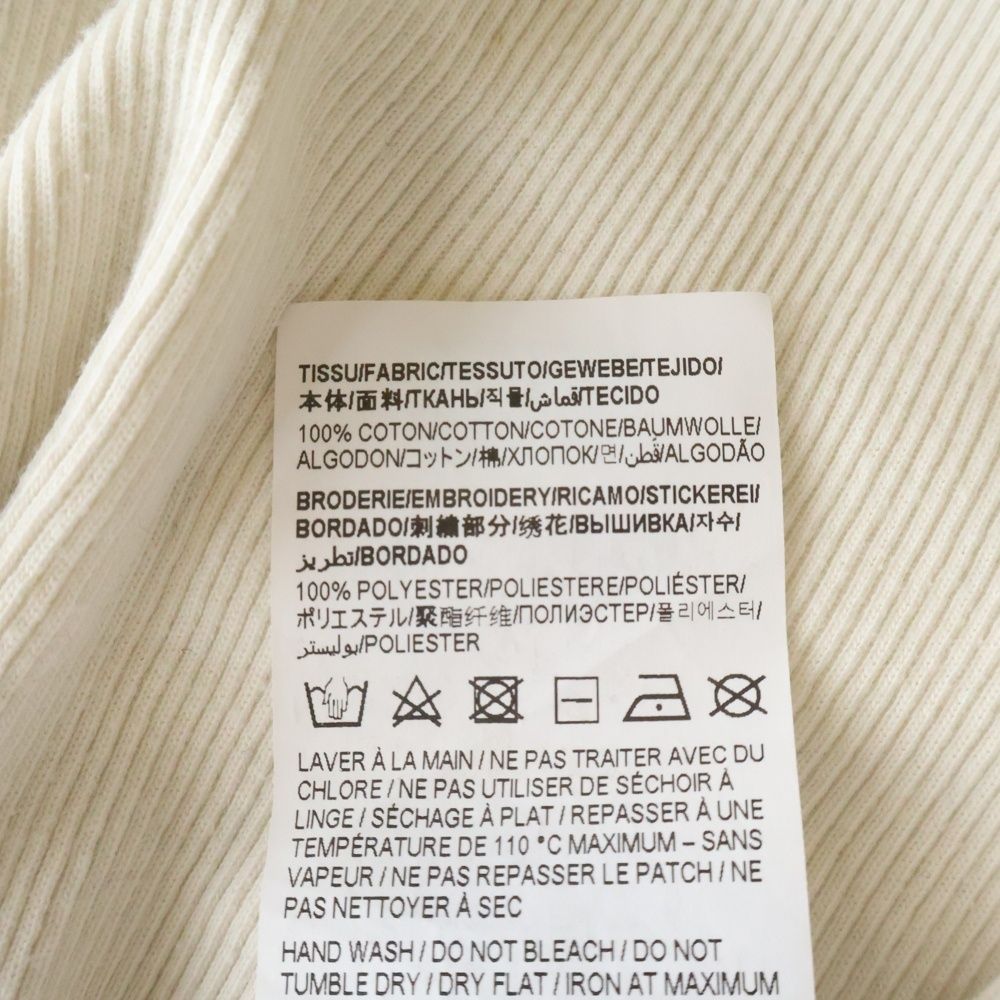 TISSU/FABRIC/TESSUTO/GEWEBE/TEJIDO/
本体/面料/ТКАНЬ/직물/قماش/TECIDO
100% COTON/COTTON/COTONE/BAUMWOLLE/
ALGODON/コットン/棉/ХЛОПОК/면/قُطن/ALGODÃO
BRODERIE/EMBROIDERY/RICAMO/STICKEREI/
BORDADO/刺繍部分/绣花/ВЫШИВКА/자수/
تطريز/BORDADO
100% POLYESTER/POLIESTERE/POLIÉSTER/
ポリエステル/聚酯纤维/ПОЛИЭСТЕР/폴리에스터/
بوليستر/POLIESTER
LAVER À LA MAIN / NE PAS TRAITER AVEC DU
CHLORE / NE PAS UTILISER DE SÉCHOIR À
LINGE / SÉCHAGE À PLAT / REPASSER À UNE
TEMPÉRATURE DE 110 °C MAXIMUM – SANS
VAPEUR / NE PAS REPASSER LE PATCH / NE
PAS NETTOYER À SEC
HAND WASH / DO NOT BLEACH / DO NOT
TUMBLE DRY / DRY FLAT / IRON AT MAXIMUM